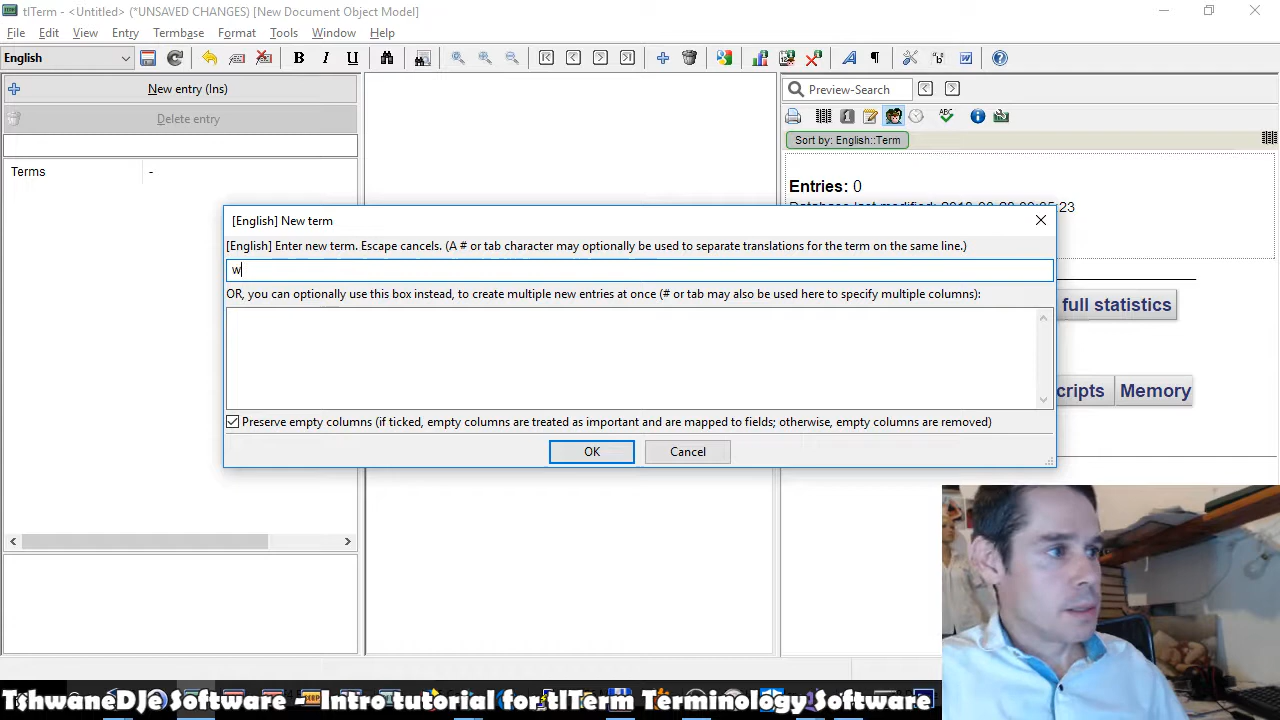 tlTerm - <Untitled> (*UNSAVED CHANGES) [New Document Object Model]
File Edit View Entry Termbase Format Tools Window Help
English B I U ¶
New entry (Ins)
Delete entry
Preview-Search
Sort by: English::Term
Terms -
Entries: 0
[English] New term
[English] Enter new term. Escape cancels. (A # or tab character may optionally be used to separate translations for the term on the same line.)
w
OR, you can optionally use this box instead, to create multiple new entries at once (# or tab may also be used here to specify multiple columns):
full statistics
cripts Memory
Preserve empty columns (if ticked, empty columns are treated as important and are mapped to fields; otherwise, empty columns are removed)
OK Cancel
TshwaneDJe Software - Intro tutorial for tlTerm Terminology Software